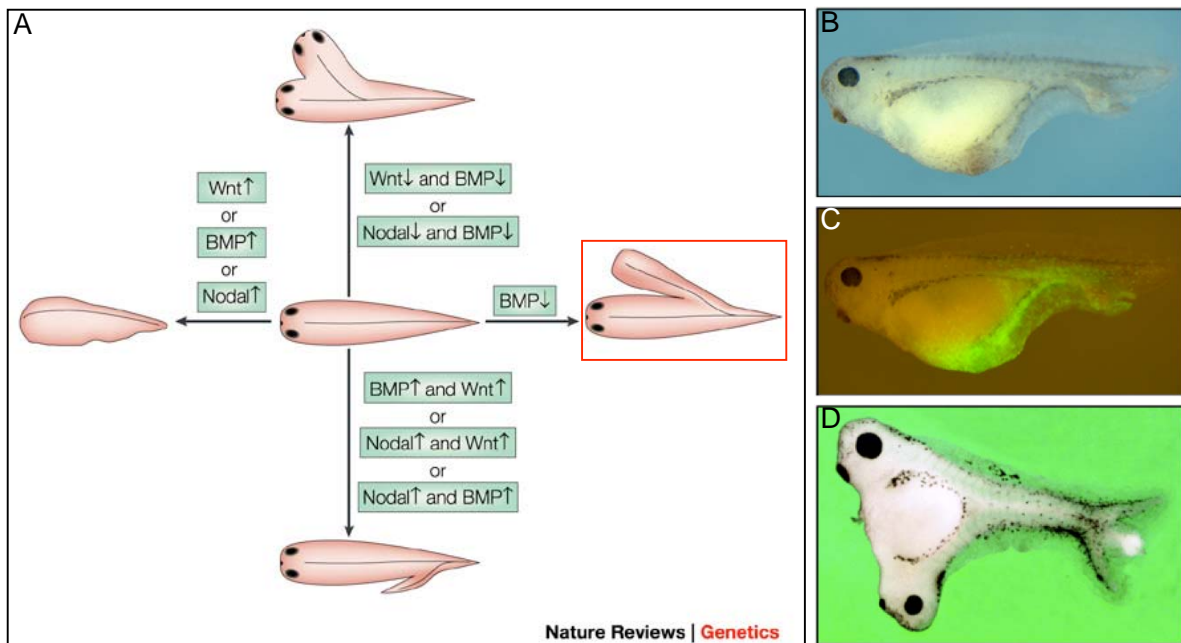 A
B
Wnt↓ and BMP↓
or
Nodal↓ and BMP↓
Wnt↑
or
BMP↑
or
Nodal↑
BMP↓
C
BMP↑ and Wnt↑
or
Nodal↑ and Wnt↑
or
Nodal↑ and BMP↑
D
Nature Reviews | Genetics